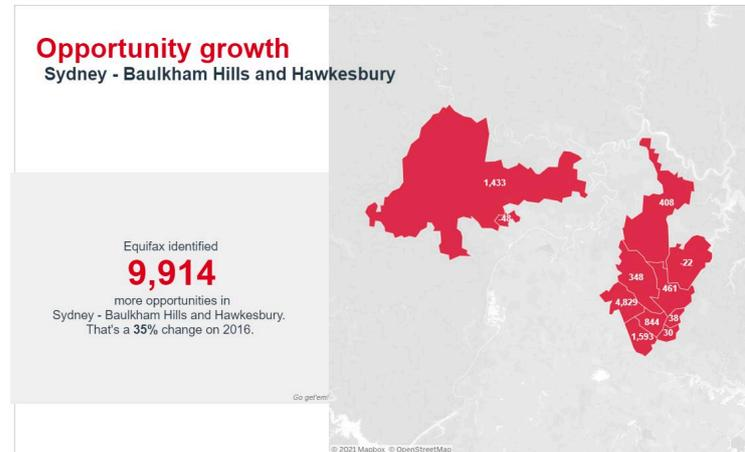 Opportunity growth
Sydney - Baulkham Hills and Hawkesbury
Equifax identified
9,914
more opportunities in
Sydney - Baulkham Hills and Hawkesbury.
That's a 35% change on 2016.
Go get'em!
1,433
-48
408
-22
348
461
4,829
38
844
30
1,593
© 2021 Mapbox © OpenStreetMap